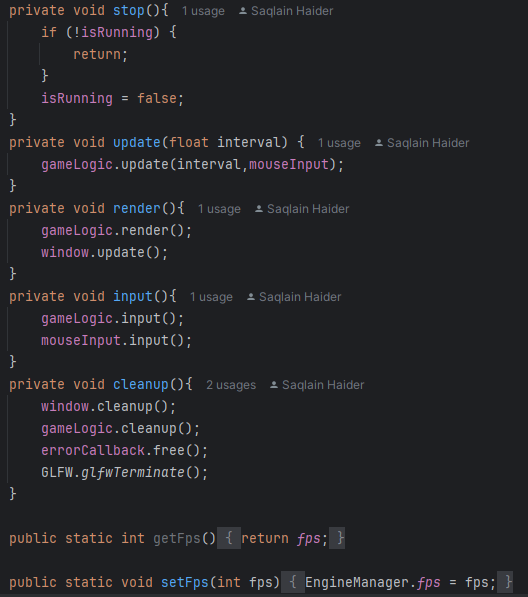 private void stop(){ 1 usage Saqlain Haider
if (!isRunning) {
return;
}
isRunning = false;
}
private void update(float interval) { 1 usage Saqlain Haider
gameLogic.update(interval,mouseInput);
}
private void render(){ 1 usage Saqlain Haider
gameLogic.render();
window.update();
}
private void input(){ 1 usage Saqlain Haider
gameLogic.input();
mouseInput.input();
}
private void cleanup(){ 2 usages Saqlain Haider
window.cleanup();
gameLogic.cleanup();
errorCallback.free();
GLFW.glfwTerminate();
}
public static int getFps() { return fps; }
public static void setFps(int fps) { EngineManager.fps = fps; }